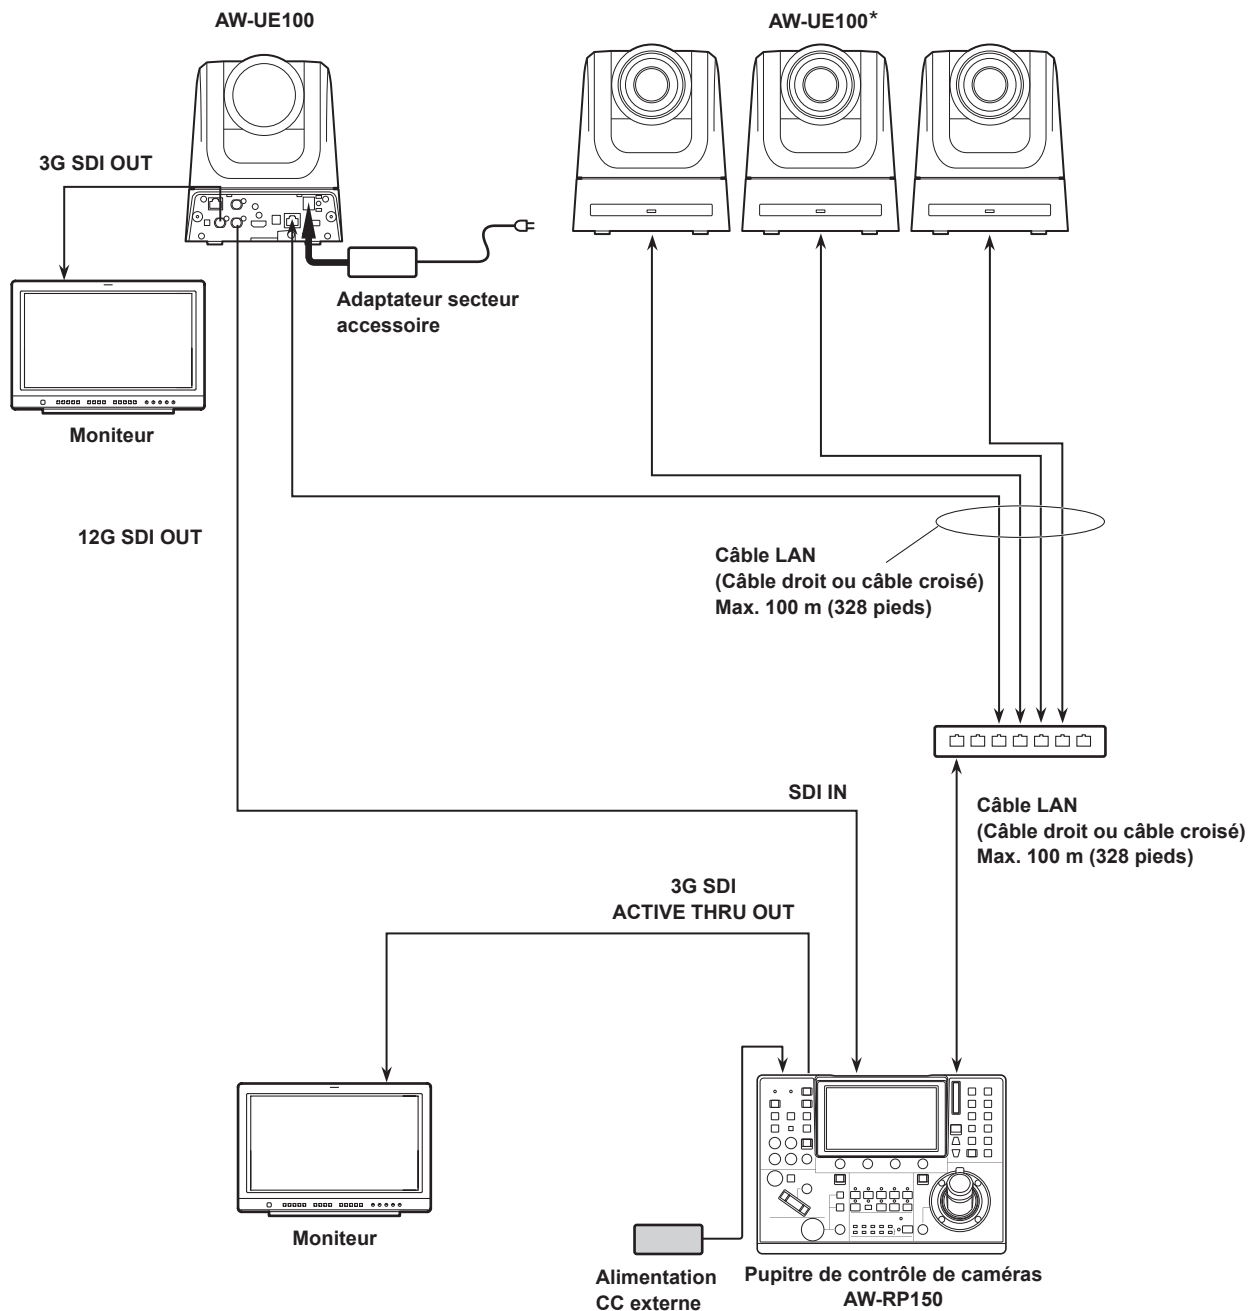 AW-UE100
AW-UE100*
3G SDI OUT
Adaptateur secteur
accessoire
Moniteur
12G SDI OUT
Câble LAN
(Câble droit ou câble croisé)
Max. 100 m (328 pieds)
SDI IN
Câble LAN
(Câble droit ou câble croisé)
Max. 100 m (328 pieds)
3G SDI
ACTIVE THRU OUT
Moniteur
Alimentation
CC externe
Pupitre de contrôle de caméras
AW-RP150